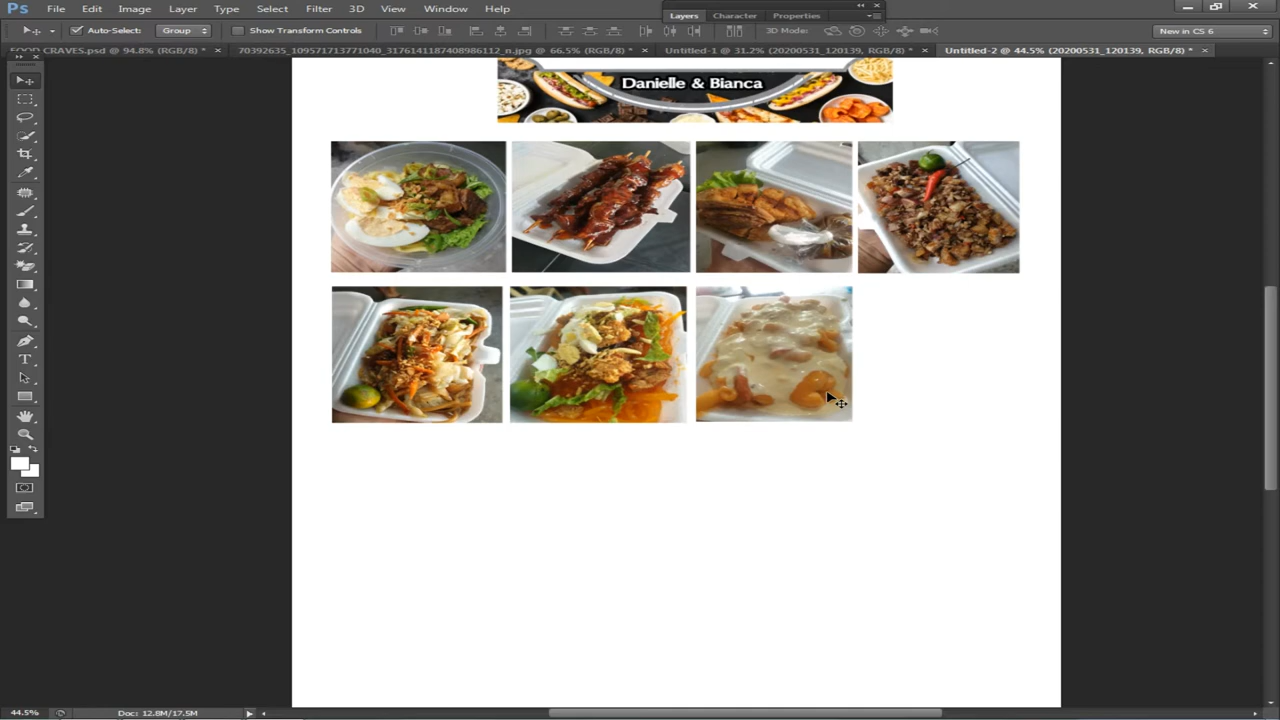 Ps File Edit Image Layer Type Select Filter 3D View Window Help
Layers Character Properties
Auto-Select: Group Show Transform Controls 3D Mode: New in CS 6
CRAVES.psd @ 94.8% (RGB/8) * × 70392635_109571713771040_3176141187408986112_n.jpg @ 66.5% (RGB/8) * × Untitled-1 @ 31.2% (20200531_120139, RGB/8) * × Untitled-2 @ 44.5% (20200531_120139, RGB/8) * ×
Danielle & Bianca
44.5% Doc: 12.8M/17.5M